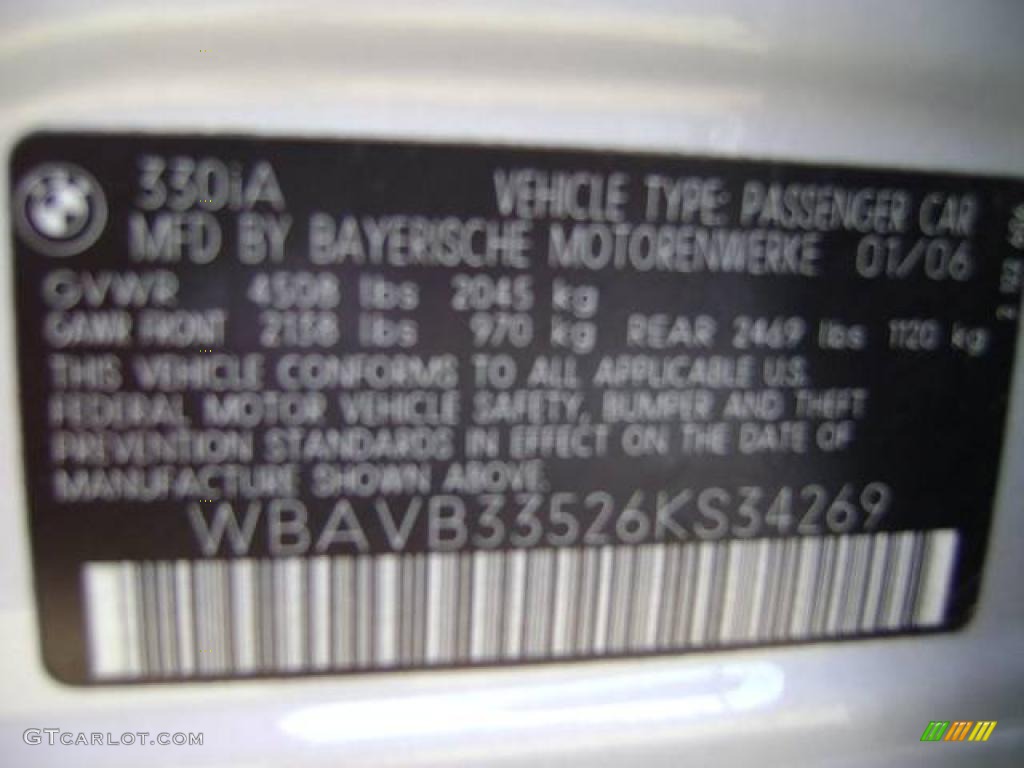 330iA VEHICLE TYPE: PASSENGER CAR
MFD BY BAYERISCHE MOTORENWERKE 01/06
GVWR 4508 lbs 2045 kg
GAWR FRONT 2138 lbs 970 kg REAR 2469 lbs 1120 kg
THIS VEHICLE CONFORMS TO ALL APPLICABLE U.S.
FEDERAL MOTOR VEHICLE SAFETY, BUMPER AND THEFT
PREVENTION STANDARDS IN EFFECT ON THE DATE OF
MANUFACTURE SHOWN ABOVE.
WBAVB33526KS34269
GTCARLOT.COM